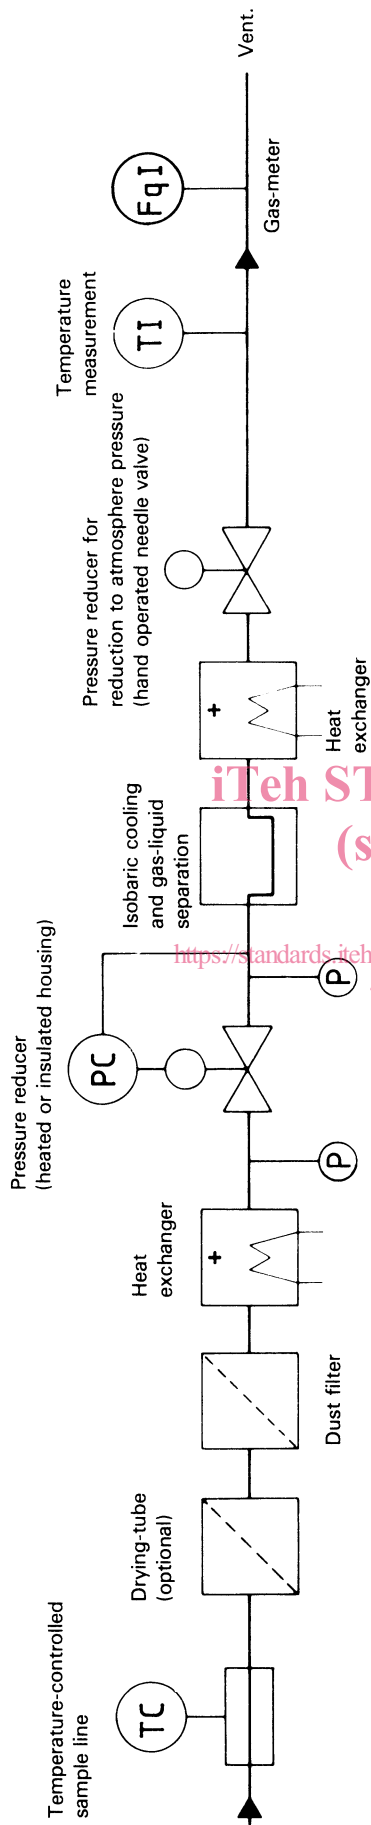 Temperature-controlled
sample line
TC
Drying-tube
(optional)
Dust filter
Heat
exchanger
+
P
Pressure reducer
(heated or insulated housing)
PC
P
Isobaric cooling
and gas-liquid
separation
Heat
exchanger
+
Pressure reducer for
reduction to atmosphere pressure
(hand operated needle valve)
Temperature
measurement
TI
FqI
Gas-meter
Vent.
iTeh ST
(s
https://standards.iteh